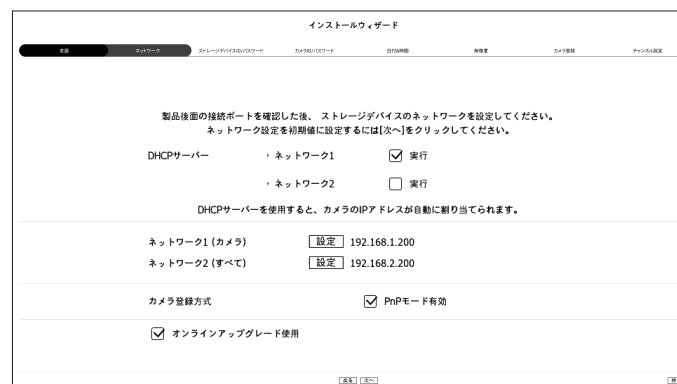 インストールウィザード
言語 ネットワーク ストレージデバイスID/パスワード カメラID/パスワード 日付&時間 解像度 カメラ登録 チャンネル設定
製品後面の接続ポートを確認した後、 ストレージデバイスのネットワークを設定してください。
ネットワーク設定を初期値に設定するには[次へ]をクリックしてください。
DHCPサーバー ・ ネットワーク1 実行
・ ネットワーク2 実行
DHCPサーバーを使用すると、カメラのIPアドレスが自動に割り当てられます。
ネットワーク1 (カメラ) 設定 192.168.1.200
ネットワーク2 (すべて) 設定 192.168.2.200
カメラ登録方式 PnPモード有効
オンラインアップグレード使用
戻る 次へ